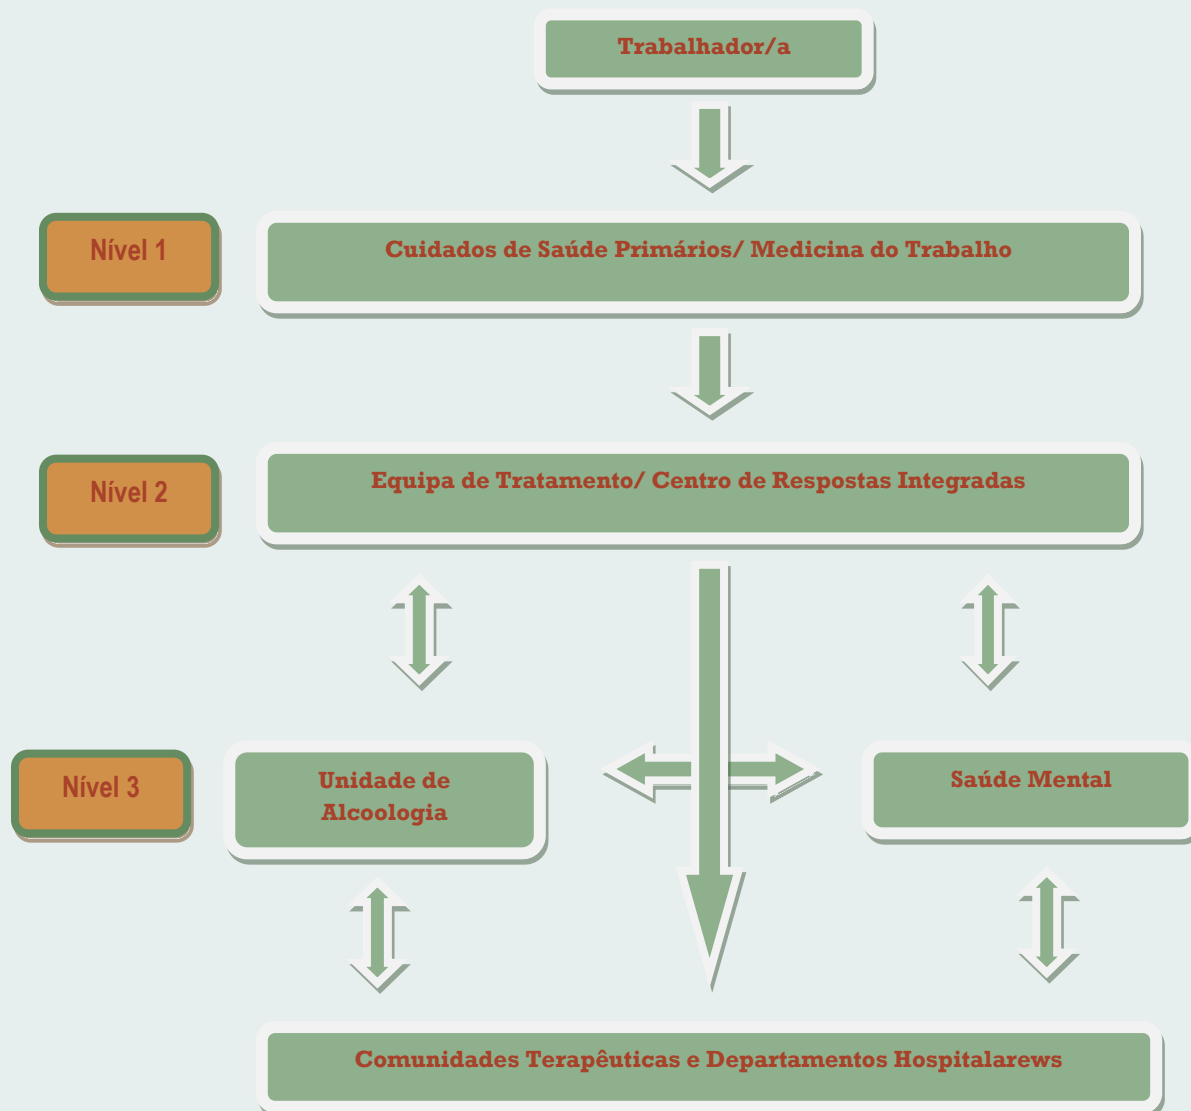 Trabalhador/a
Nível 1
Cuidados de Saúde Primários/ Medicina do Trabalho
Nível 2
Equipa de Tratamento/ Centro de Respostas Integradas
Nível 3
Unidade de
Alcoologia
Saúde Mental
Comunidades Terapêuticas e Departamentos Hospitalarews